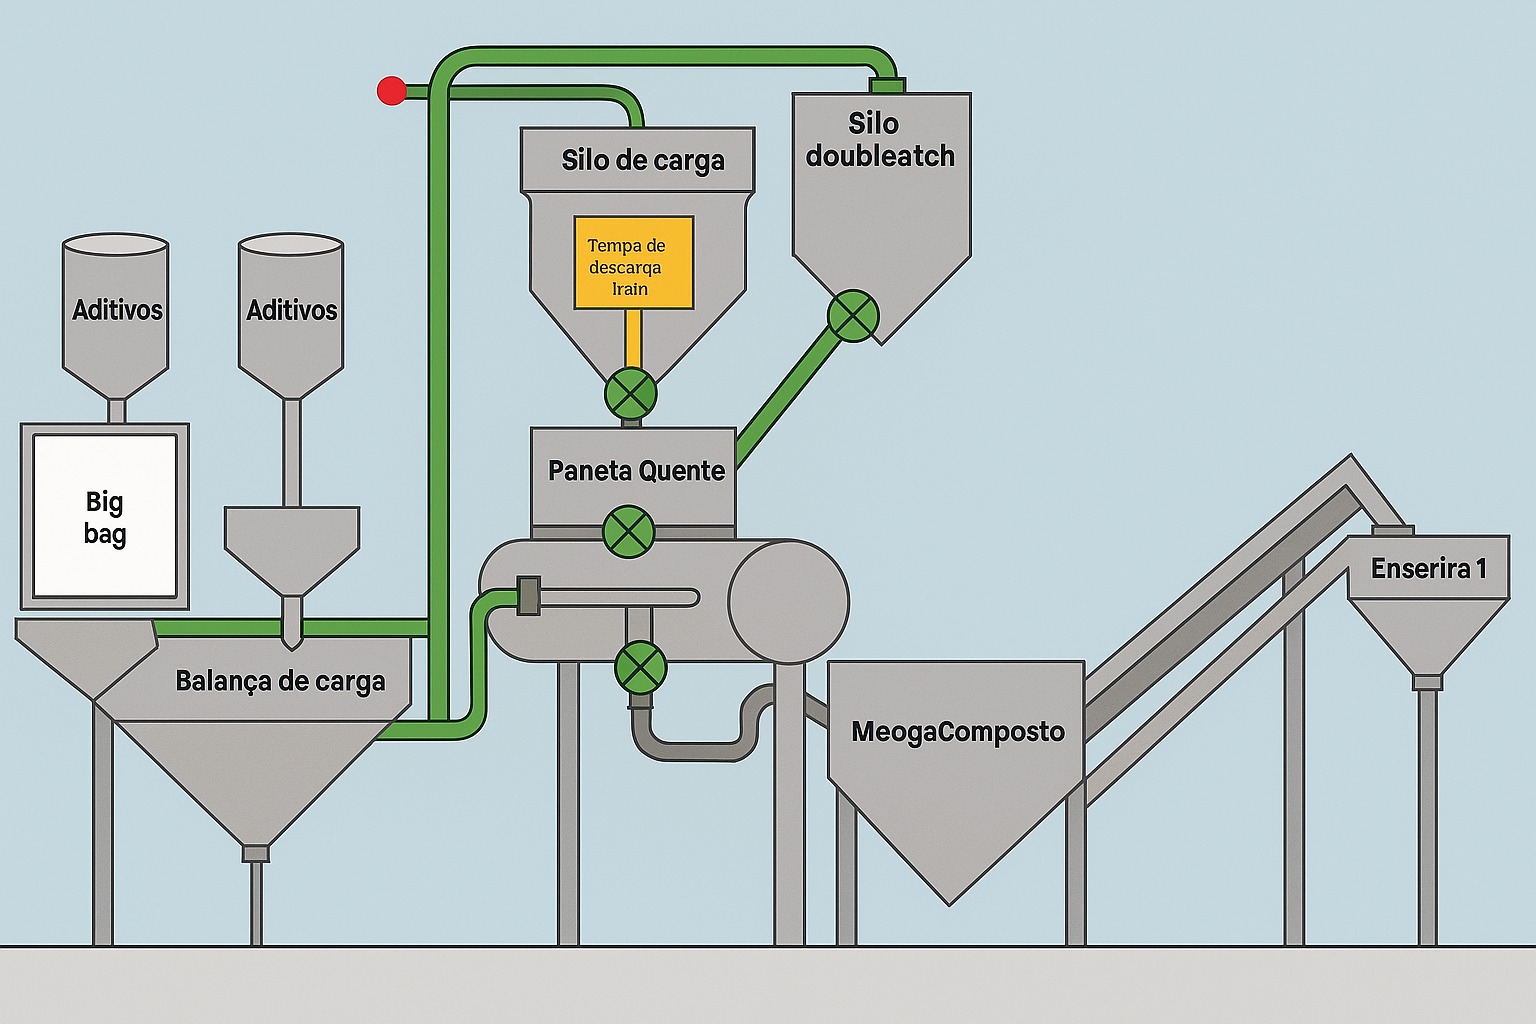 Silo
doubleatch
Silo de carga
Tempa de
descarqa
lrain
Aditivos
Aditivos
Big
bag
Paneta Quente
Balança de carga
MeogaComposto
Enserira 1